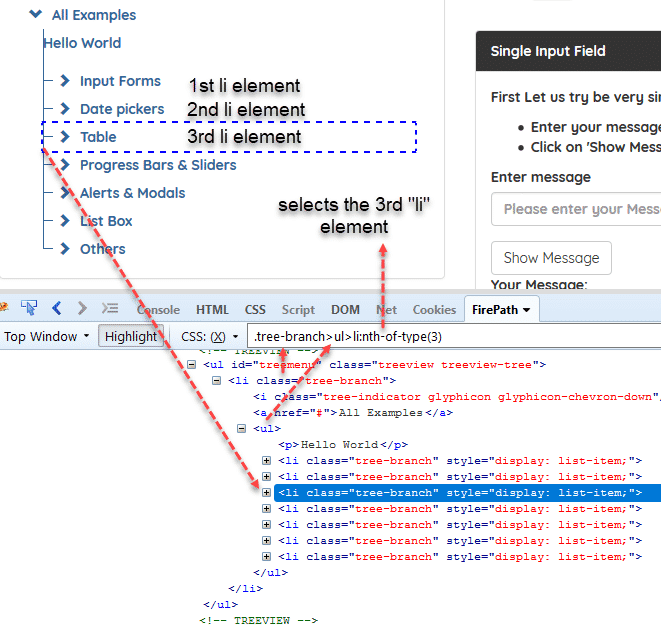 All Examples
Hello World
Input Forms
1st li element
Date pickers
2nd li element
Table
3rd li element
Progress Bars & Sliders
Alerts & Modals
List Box
Others
selects the 3rd "li"
element
Single Input Field
First Let us try be very si
Enter your message
Click on 'Show Mess
Enter message
Please enter your Messa
Show Message
Your Message:
Console HTML CSS Script DOM Net Cookies FirePath
Top Window Highlight CSS: (X) .tree-branch>ul>li:nth-of-type(3)
<!-- TREEVIEW -->
<ul id="treemenu" class="treeview treeview-tree">
<li class="tree-branch">
<i class="tree-indicator glyphicon glyphicon-chevron-down"
<a href="#">All Examples</a>
<ul>
<p>Hello World</p>
<li class="tree-branch" style="display: list-item;">
<li class="tree-branch" style="display: list-item;">
<li class="tree-branch" style="display: list-item;">
<li class="tree-branch" style="display: list-item;">
<li class="tree-branch" style="display: list-item;">
<li class="tree-branch" style="display: list-item;">
<li class="tree-branch" style="display: list-item;">
</ul>
</li>
</ul>
<!-- TREEVIEW -->